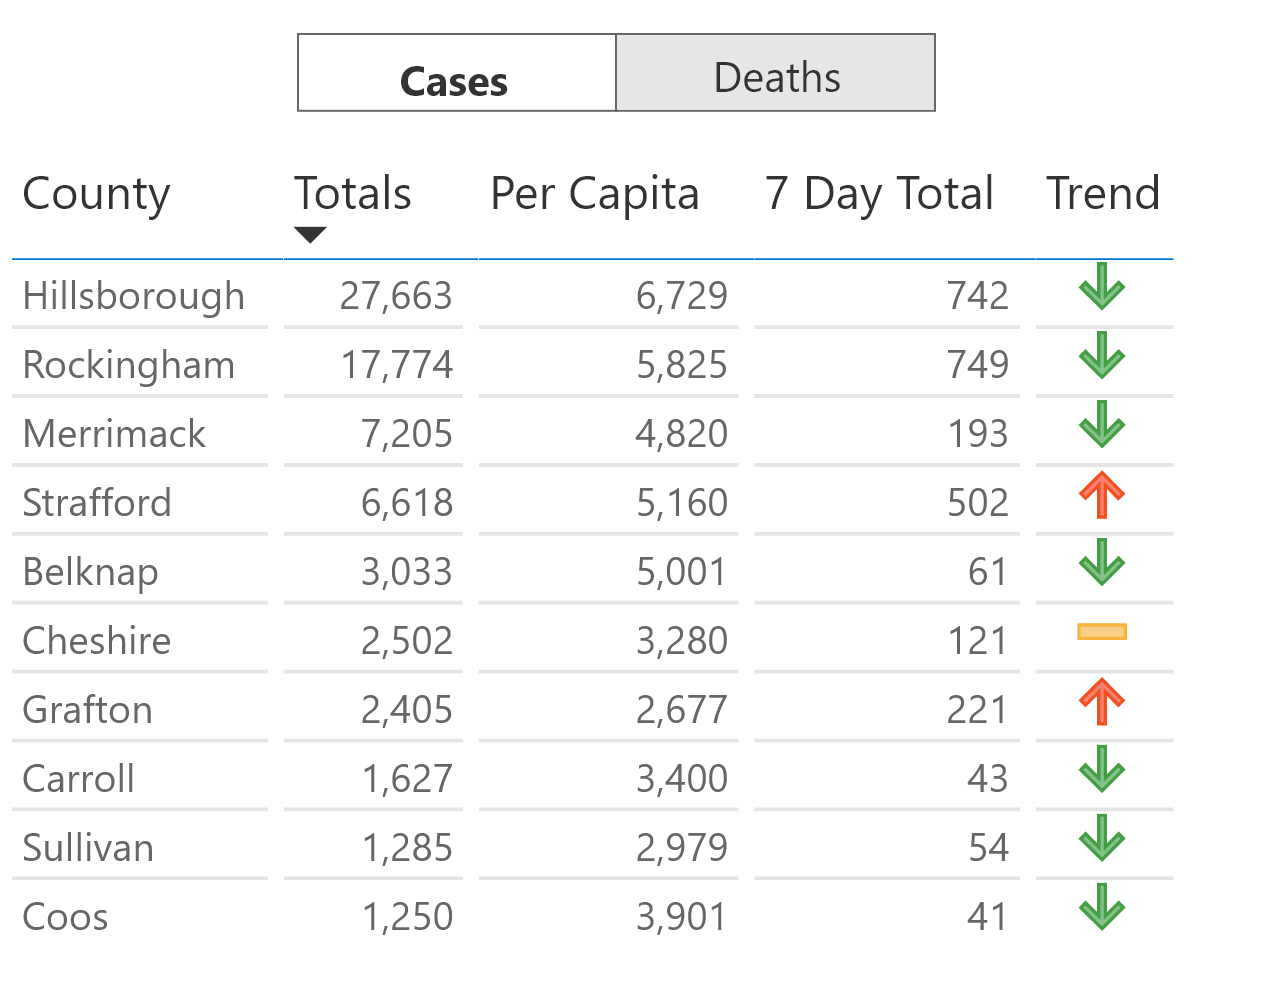 Cases Deaths
County Totals Per Capita 7 Day Total Trend
Hillsborough 27,663 6,729 742
Rockingham 17,774 5,825 749
Merrimack 7,205 4,820 193
Strafford 6,618 5,160 502
Belknap 3,033 5,001 61
Cheshire 2,502 3,280 121
Grafton 2,405 2,677 221
Carroll 1,627 3,400 43
Sullivan 1,285 2,979 54
Coos 1,250 3,901 41